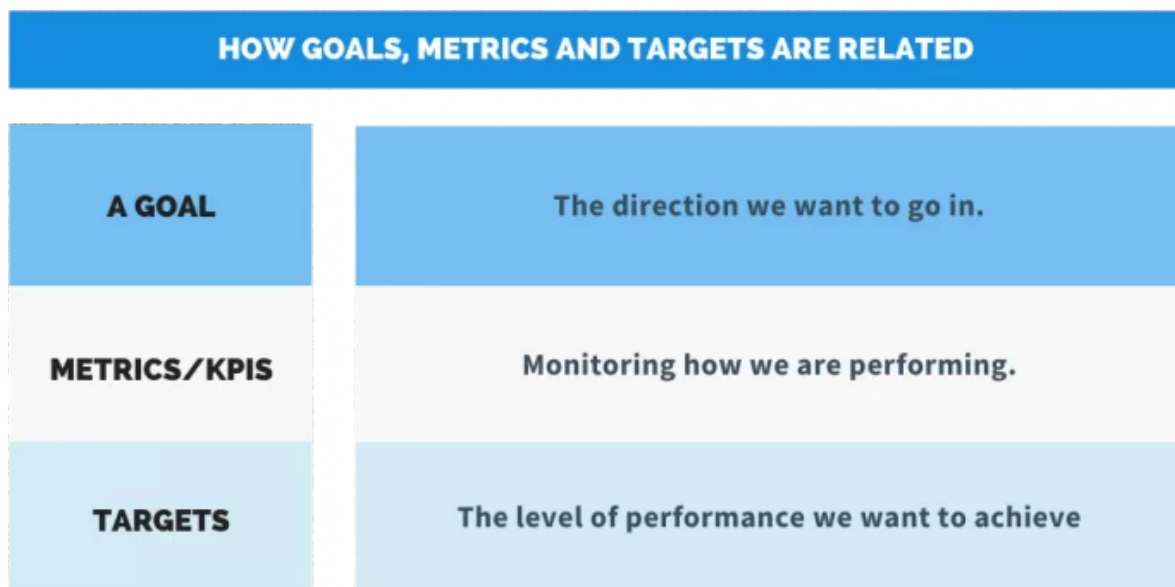 HOW GOALS, METRICS AND TARGETS ARE RELATED
A GOAL
The direction we want to go in.
METRICS/KPIS
Monitoring how we are performing.
TARGETS
The level of performance we want to achieve